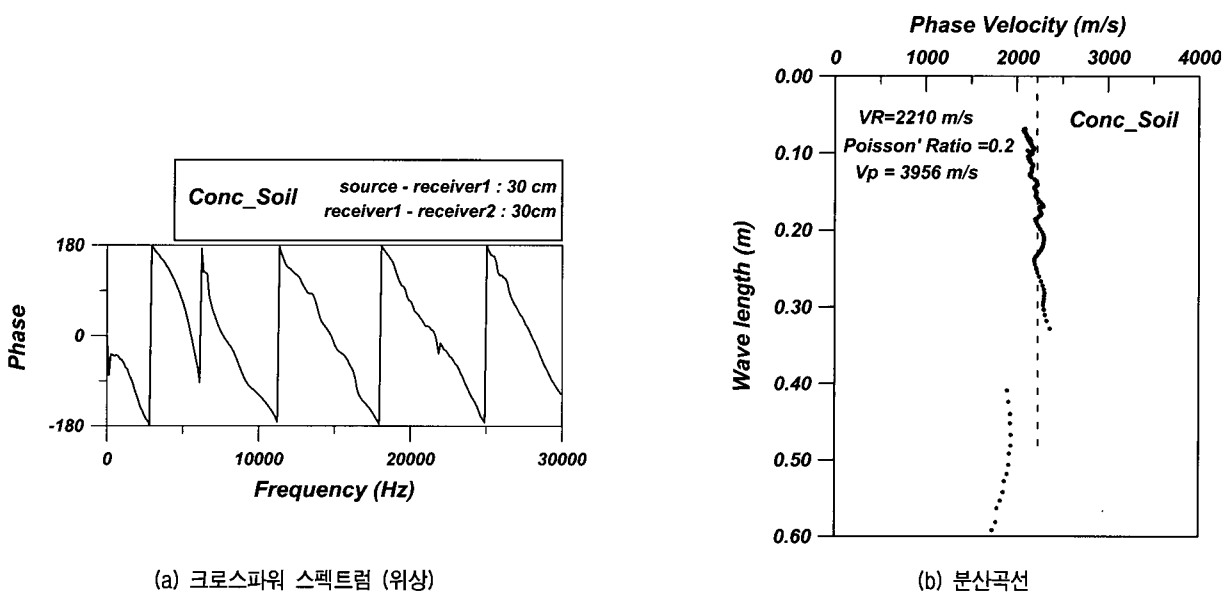 Conc_Soil
source - receiver1 : 30 cm
receiver1 - receiver2 : 30cm
180
0
-180
Phase
0
10000
20000
30000
Frequency (Hz)
(a) 크로스파워 스펙트럼 (위상)
Phase Velocity (m/s)
0
1000
2000
3000
4000
0.00
0.10
0.20
0.30
0.40
0.50
0.60
Wave length (m)
VR=2210 m/s
Poisson' Ratio =0.2
Vp = 3956 m/s
Conc_Soil
(b) 분산곡선